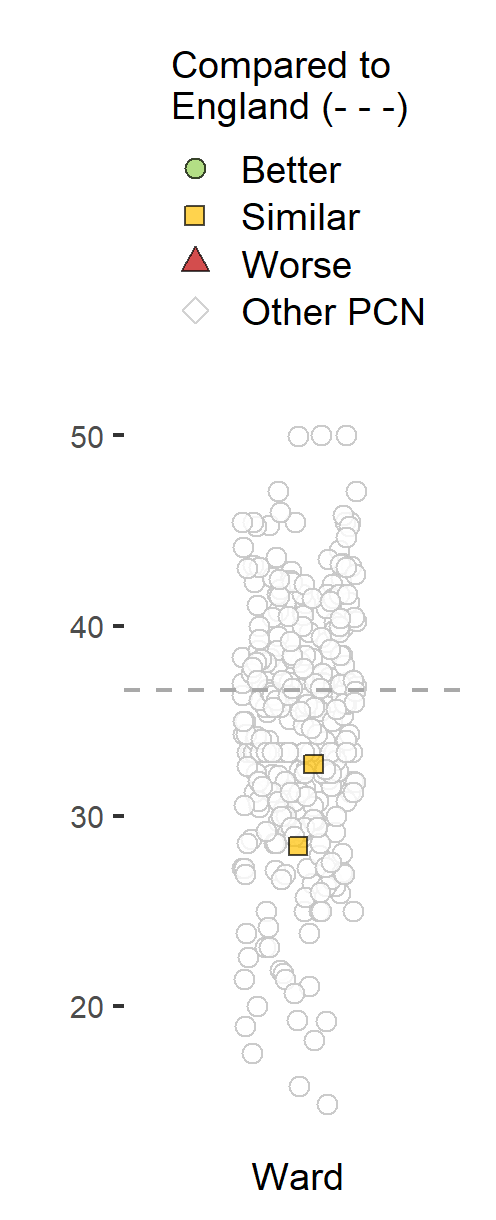 Compared to
England (- - -)
Better
Similar
Worse
Other PCN
50
40
30
20
Ward